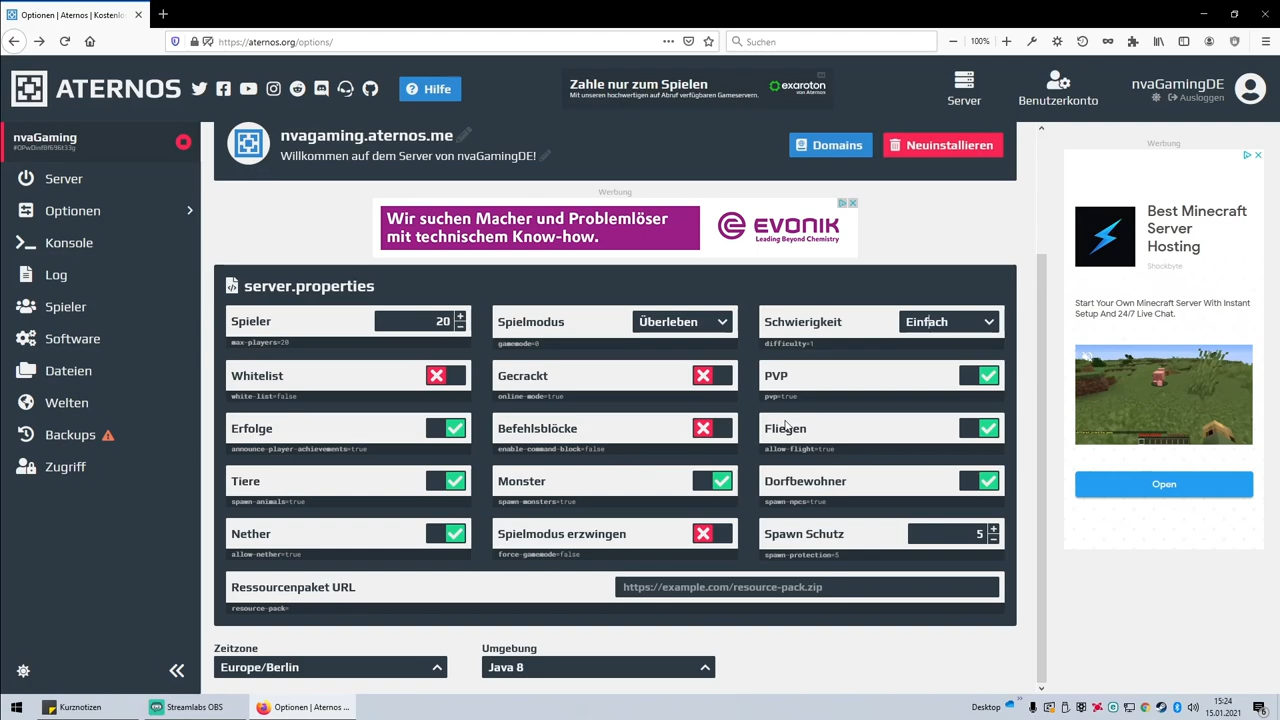 Optionen | Aternos | Kostenlos
https://aternos.org/options/
100%
Suchen
ATERNOS
Hilfe
Zahle nur zum Spielen
Mit unseren hochwertigen auf Abruf verfügbaren Gameservern.
exaroton
von Aternos
Server
Benutzerkonto
nvaGamingDE
Ausloggen
nvaGaming
Server
Optionen
Konsole
Log
Spieler
Software
Dateien
Welten
Backups
Zugriff
nvagaming.aternos.me
Willkommen auf dem Server von nvaGamingDE!
Domains
Neuinstallieren
Werbung
Wir suchen Macher und Problemlöser
mit technischem Know-how.
EVONIK
Leading Beyond Chemistry
server.properties
Spieler 20
max-players=20
Spielmodus Überleben
gamemode=0
Schwierigkeit Einfach
difficulty=1
Whitelist
white-list=false
Gecrackt
online-mode=true
PVP
pvp=true
Erfolge
announce-player-achievements=true
Befehlsblöcke
enable-command-block=false
Fliegen
allow-flight=true
Tiere
spawn-animals=true
Monster
spawn-monsters=true
Dorfbewohner
spawn-npcs=true
Nether
allow-nether=true
Spielmodus erzwingen
force-gamemode=false
Spawn Schutz 5
spawn-protection=5
Ressourcenpaket URL https://example.com/resource-pack.zip
resource-pack=
Zeitzone
Europe/Berlin
Umgebung
Java 8
Werbung
Best Minecraft
Server
Hosting
Shockbyte
Start Your Own Minecraft Server With Instant
Setup And 24/7 Live Chat.
Open
Kurznotizen
Streamlabs OBS
Optionen | Aternos ...
Desktop
15:24
15.01.2021